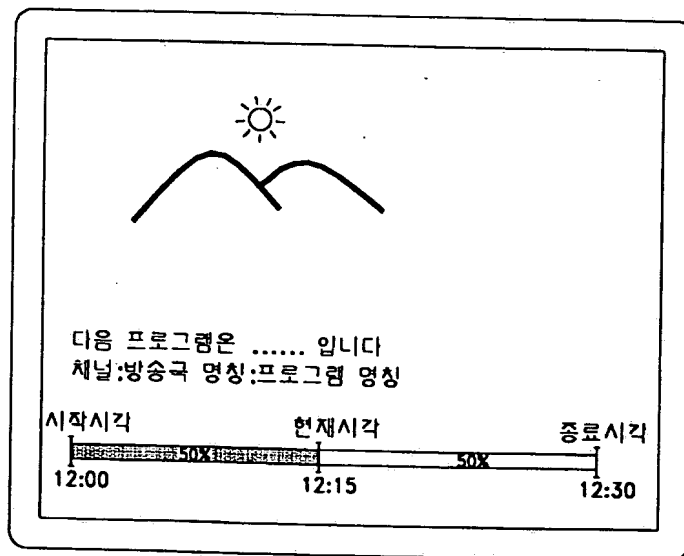 다음 프로그램은 ...... 입니다
채널:방송국 명칭:프로그램 명칭
시작시각 현재시각 종료시각
50% 50%
12:00 12:15 12:30